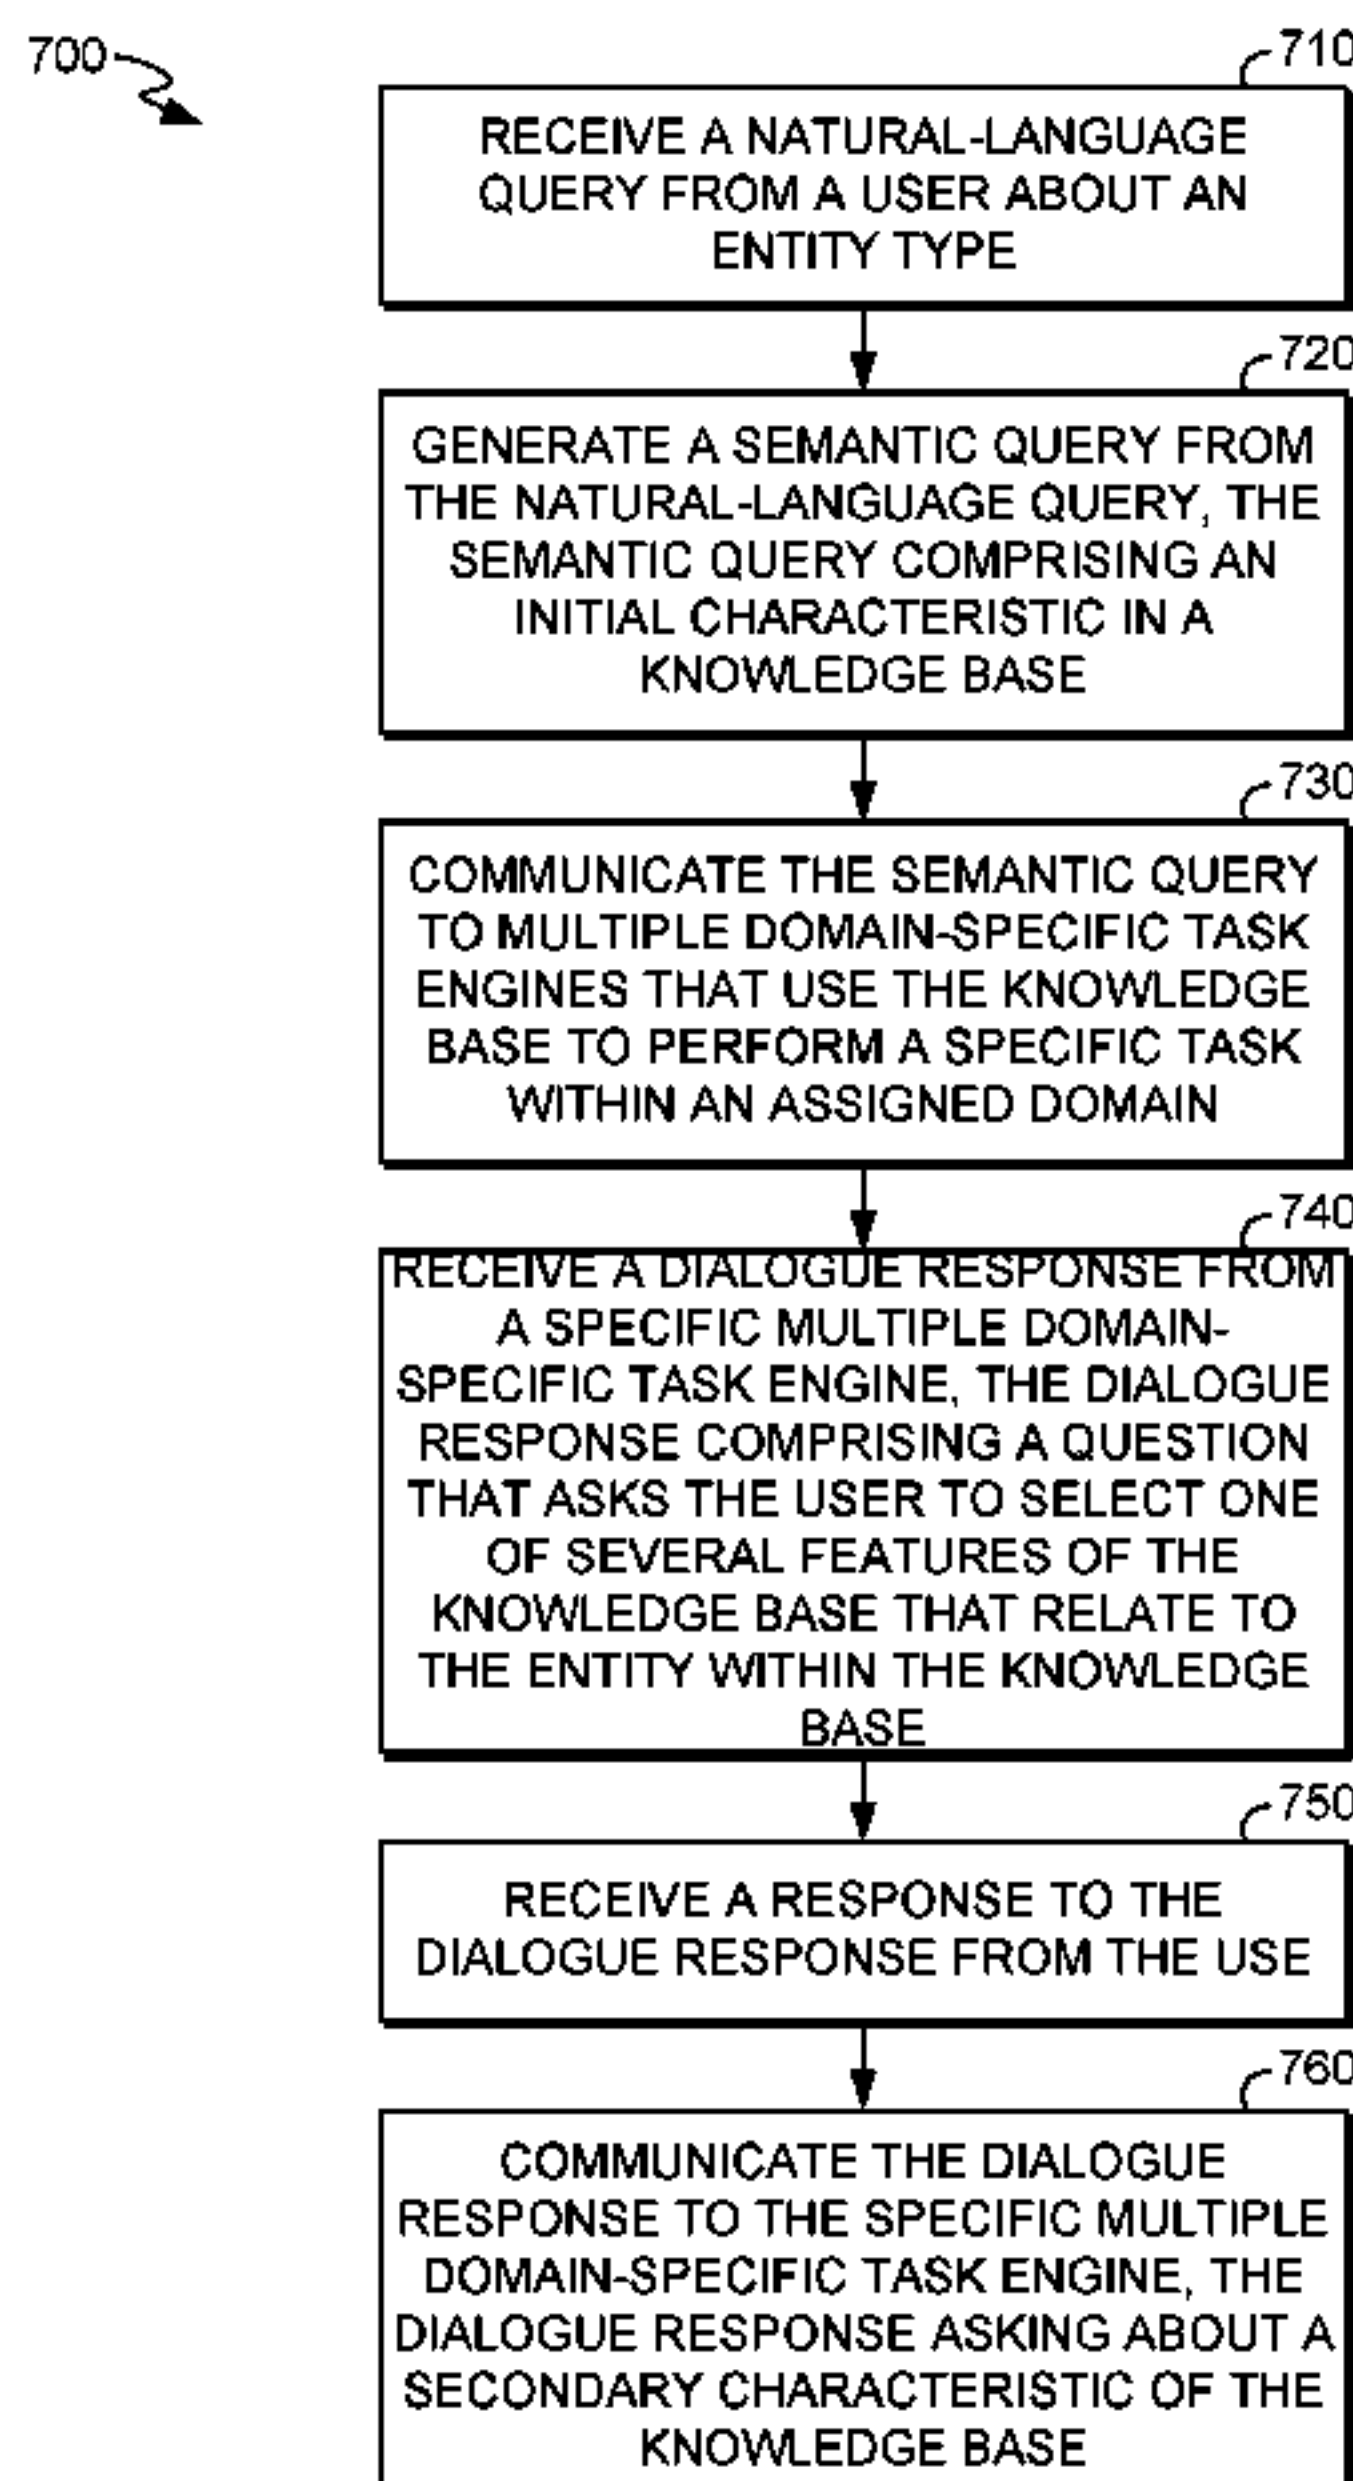 700
710
RECEIVE A NATURAL-LANGUAGE
QUERY FROM A USER ABOUT AN
ENTITY TYPE
720
GENERATE A SEMANTIC QUERY FROM
THE NATURAL-LANGUAGE QUERY, THE
SEMANTIC QUERY COMPRISING AN
INITIAL CHARACTERISTIC IN A
KNOWLEDGE BASE
730
COMMUNICATE THE SEMANTIC QUERY
TO MULTIPLE DOMAIN-SPECIFIC TASK
ENGINES THAT USE THE KNOWLEDGE
BASE TO PERFORM A SPECIFIC TASK
WITHIN AN ASSIGNED DOMAIN
740
RECEIVE A DIALOGUE RESPONSE FROM
A SPECIFIC MULTIPLE DOMAIN-
SPECIFIC TASK ENGINE, THE DIALOGUE
RESPONSE COMPRISING A QUESTION
THAT ASKS THE USER TO SELECT ONE
OF SEVERAL FEATURES OF THE
KNOWLEDGE BASE THAT RELATE TO
THE ENTITY WITHIN THE KNOWLEDGE
BASE
750
RECEIVE A RESPONSE TO THE
DIALOGUE RESPONSE FROM THE USE
760
COMMUNICATE THE DIALOGUE
RESPONSE TO THE SPECIFIC MULTIPLE
DOMAIN-SPECIFIC TASK ENGINE, THE
DIALOGUE RESPONSE ASKING ABOUT A
SECONDARY CHARACTERISTIC OF THE
KNOWLEDGE BASE